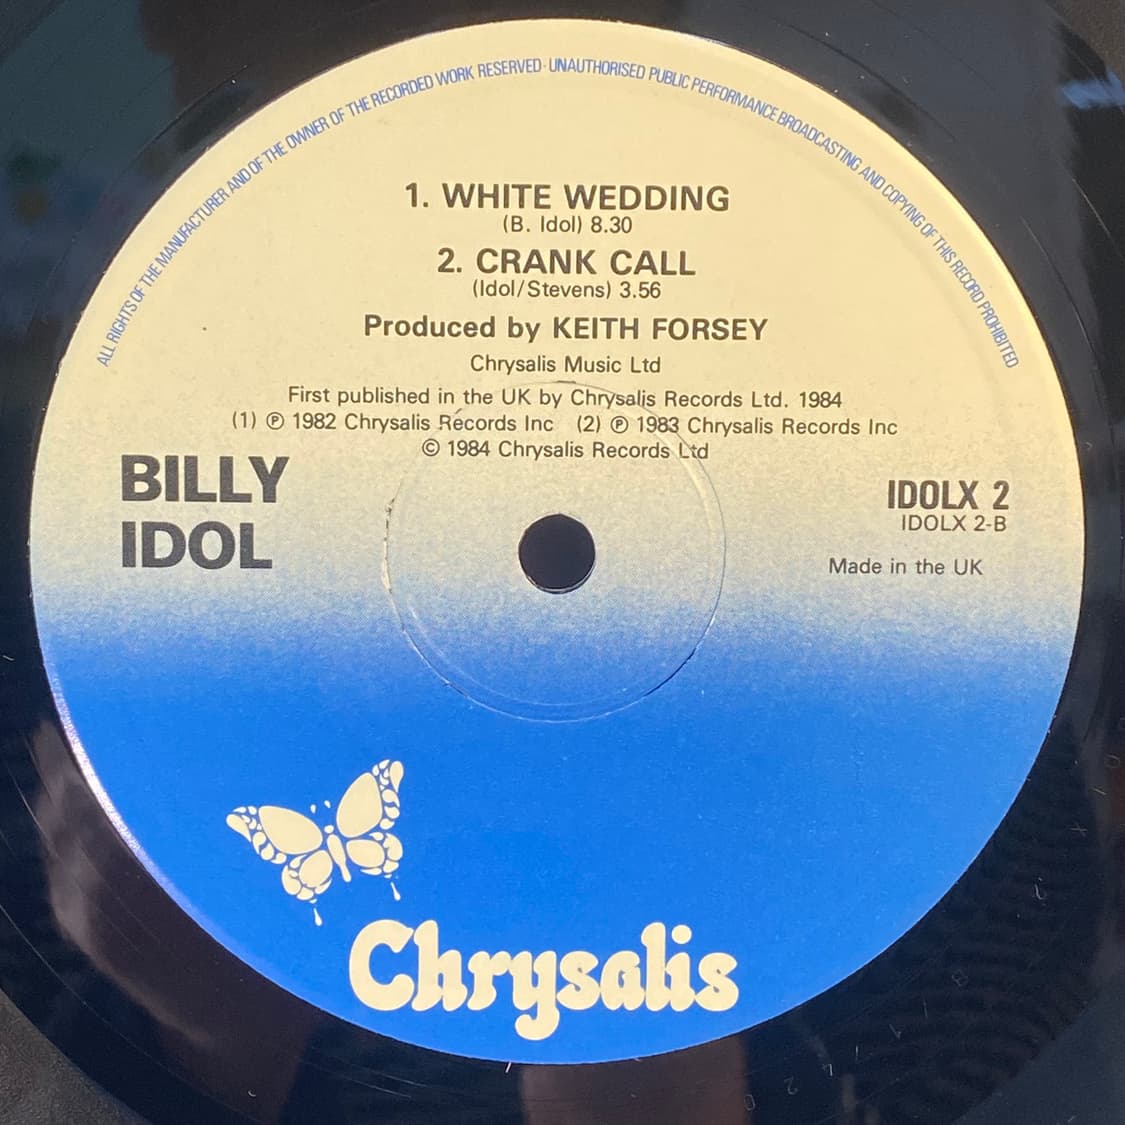 ALL RIGHTS OF THE MANUFACTURER AND OF THE OWNER OF THE RECORDED WORK RESERVED · UNAUTHORISED PUBLIC PERFORMANCE BROADCASTING AND COPYING OF THIS RECORD PROHIBITED
1. WHITE WEDDING
(B. Idol) 8.30
2. CRANK CALL
(Idol/Stevens) 3.56
Produced by KEITH FORSEY
Chrysalis Music Ltd
First published in the UK by Chrysalis Records Ltd. 1984
(1) ℗ 1982 Chrysalis Records Inc (2) ℗ 1983 Chrysalis Records Inc
© 1984 Chrysalis Records Ltd
BILLY
IDOL
IDOLX 2
IDOLX 2-B
Made in the UK
Chrysalis